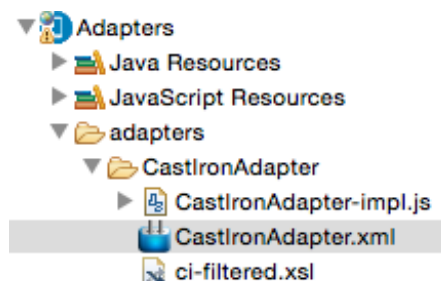 Adapters
Java Resources
JavaScript Resources
adapters
CastIronAdapter
CastIronAdapter-impl.js
CastIronAdapter.xml
ci-filtered.xsl